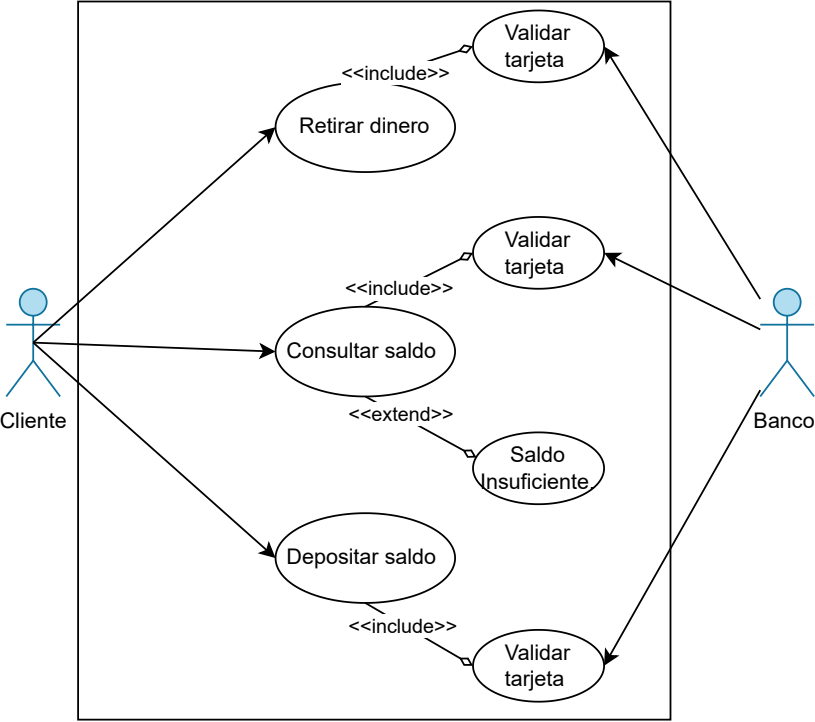 Validar
tarjeta
<<include>>
Retirar dinero
Validar
tarjeta
<<include>>
Consultar saldo
Cliente
Banco
<<extend>>
Saldo
Insuficiente.
Depositar saldo
<<include>>
Validar
tarjeta